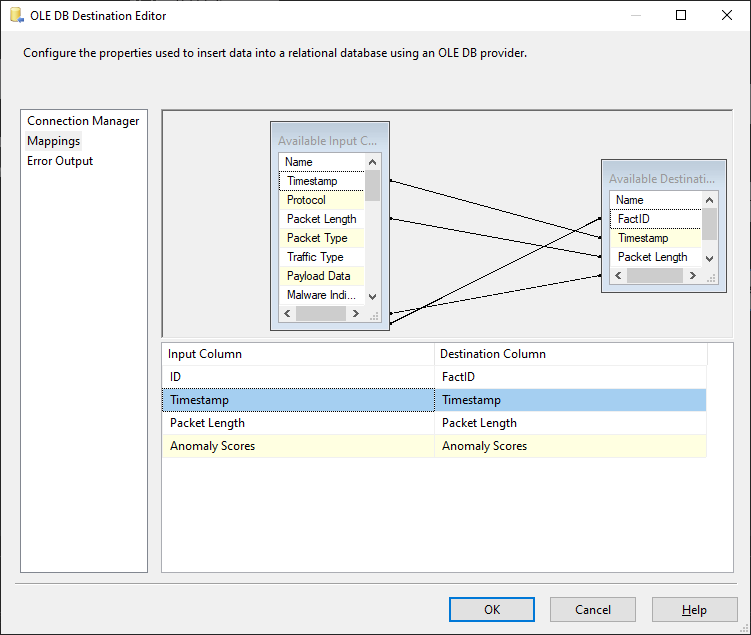 OLE DB Destination Editor
Configure the properties used to insert data into a relational database using an OLE DB provider.
Connection Manager
Mappings
Error Output
Available Input C...
Name
Timestamp
Protocol
Packet Length
Packet Type
Traffic Type
Payload Data
Malware Indi...
Available Destinati...
Name
FactID
Timestamp
Packet Length
Input Column Destination Column
ID FactID
Timestamp Timestamp
Packet Length Packet Length
Anomaly Scores Anomaly Scores
OK Cancel Help